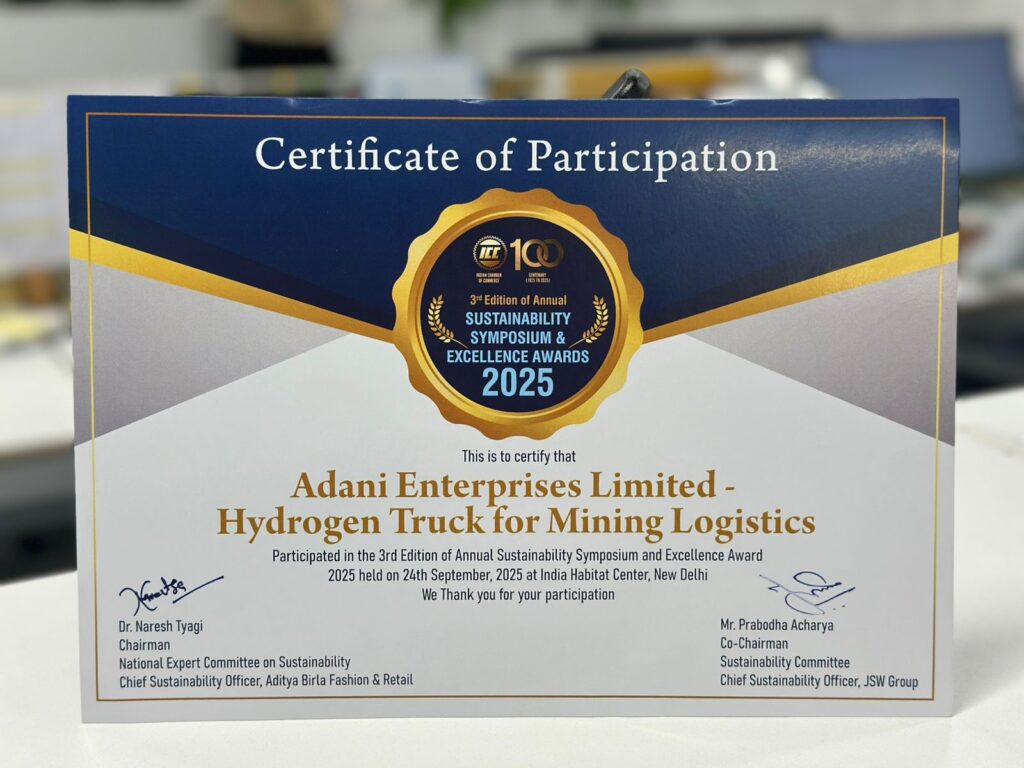 Certificate of Participation
ICC
INDIAN CHAMBER
OF COMMERCE
100
CENTENARY
(1925 TO 2025)
3rd Edition of Annual
SUSTAINABILITY
SYMPOSIUM &
EXCELLENCE AWARDS
2025
This is to certify that
Adani Enterprises Limited -
Hydrogen Truck for Mining Logistics
Participated in the 3rd Edition of Annual Sustainability Symposium and Excellence Award
2025 held on 24th September, 2025 at India Habitat Center, New Delhi
We Thank you for your participation
Dr. Naresh Tyagi
Chairman
National Expert Committee on Sustainability
Chief Sustainability Officer, Aditya Birla Fashion & Retail
Mr. Prabodha Acharya
Co-Chairman
Sustainability Committee
Chief Sustainability Officer, JSW Group